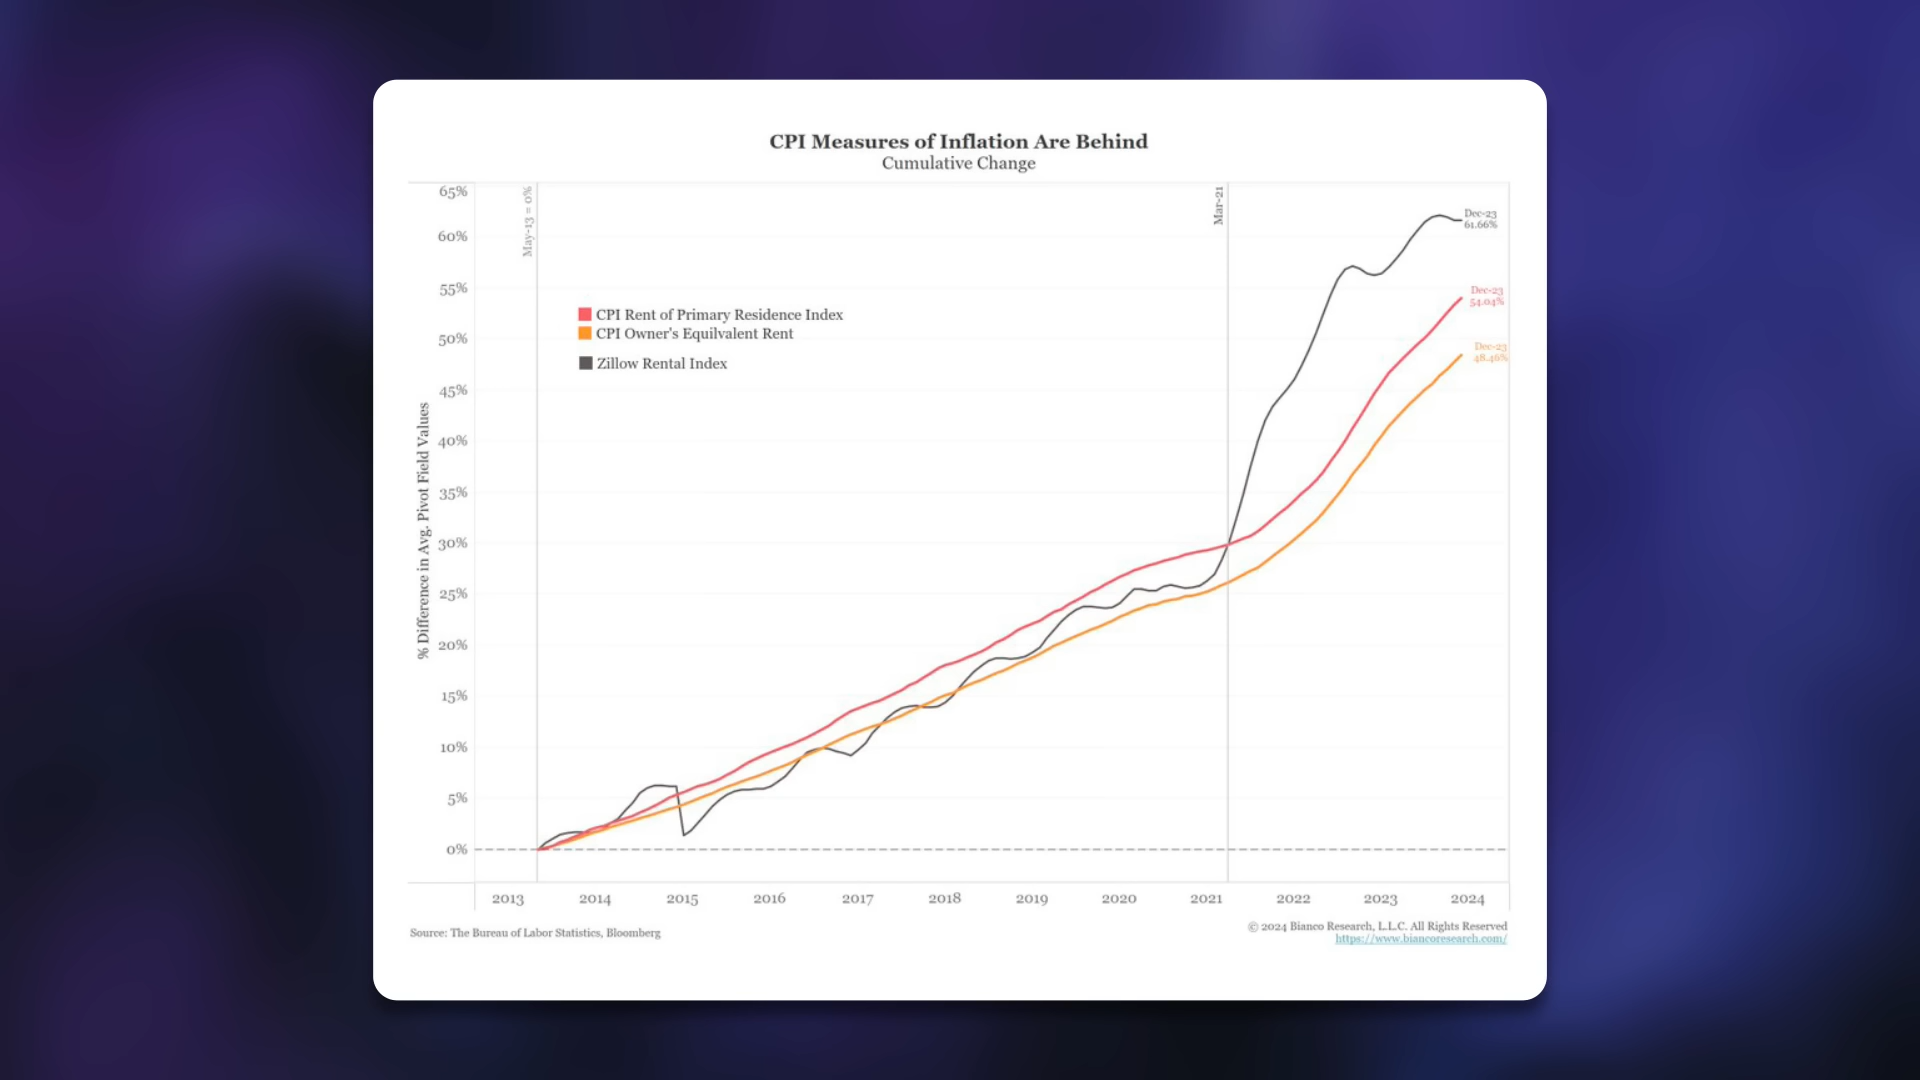 CPI Measures of Inflation Are Behind
Cumulative Change
65%
60%
55%
50%
45%
40%
35%
30%
25%
20%
15%
10%
5%
0%
% Difference in Avg. Pivot Field Values
May-13 = 0%
Mar-21
CPI Rent of Primary Residence Index
CPI Owner's Equilvalent Rent
Zillow Rental Index
Dec-23
61.66%
Dec-23
54.04%
Dec-23
48.46%
2013 2014 2015 2016 2017 2018 2019 2020 2021 2022 2023 2024
Source: The Bureau of Labor Statistics, Bloomberg
© 2024 Bianco Research, L.L.C. All Rights Reserved
https://www.biancoresearch.com/